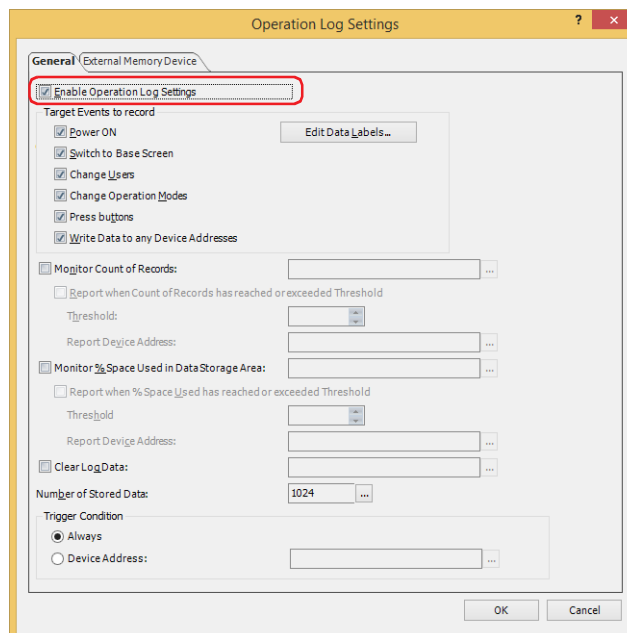 Operation Log Settings
? ×
General External Memory Device
Enable Operation Log Settings
Target Events to record
Power ON Edit Data Labels...
Switch to Base Screen
Change Users
Change Operation Modes
Press buttons
Write Data to any Device Addresses
Monitor Count of Records: ...
Report when Count of Records has reached or exceeded Threshold
Threshold:
Report Device Address: ...
Monitor % Space Used in Data Storage Area: ...
Report when % Space Used has reached or exceeded Threshold
Threshold
Report Device Address: ...
Clear Log Data: ...
Number of Stored Data: 1024 ...
Trigger Condition
Always
Device Address: ...
OK Cancel